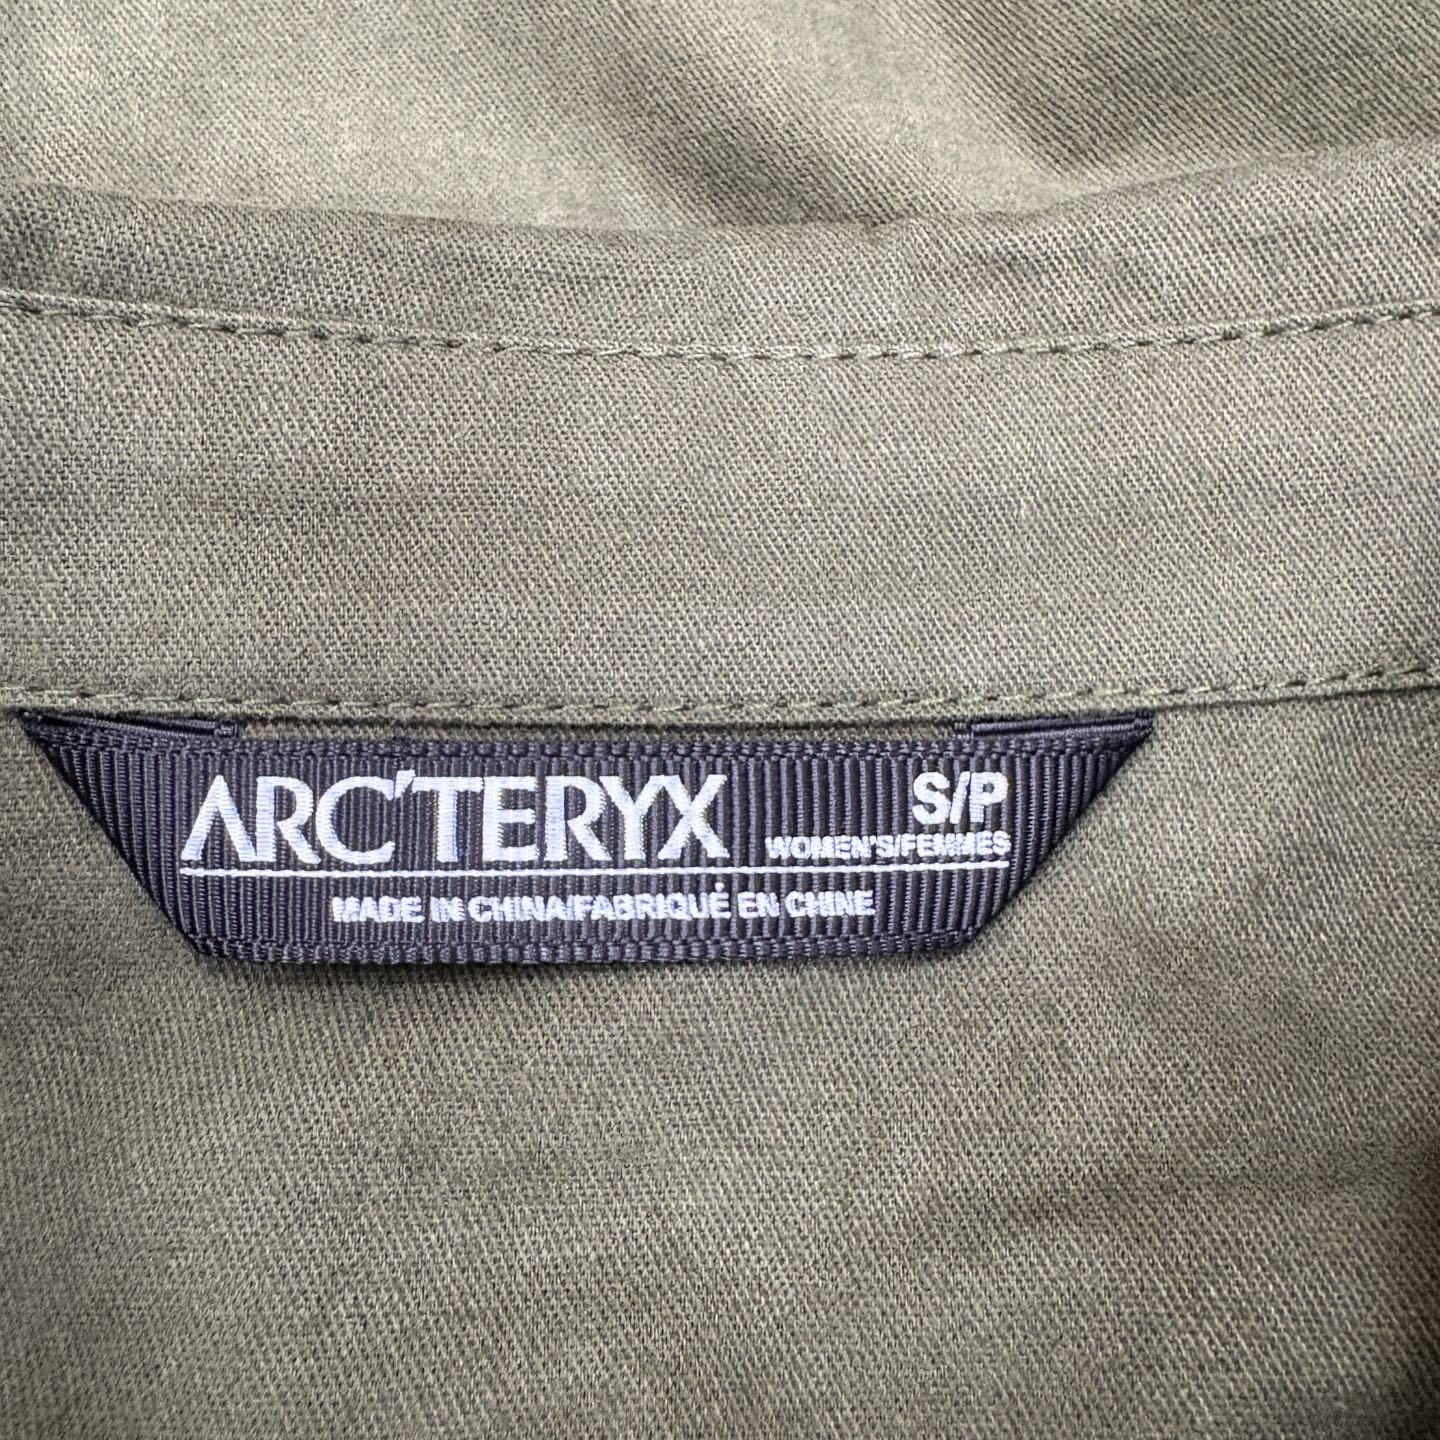 ARC'TERYX S/P
WOMEN'S/FEMMES
MADE IN CHINA/FABRIQUÉ EN CHINE